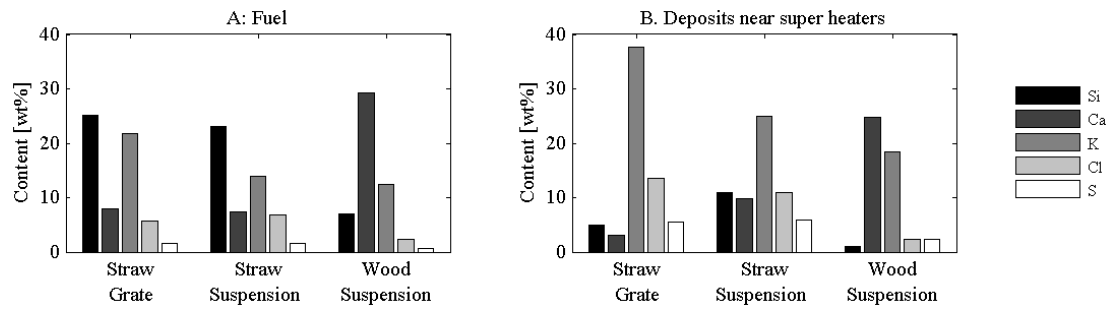 A: Fuel
Content [wt%]
40
30
20
10
0
Straw
Grate
Straw
Suspension
Wood
Suspension
B. Deposits near super heaters
Content [wt%]
40
30
20
10
0
Straw
Grate
Straw
Suspension
Wood
Suspension
Si
Ca
K
Cl
S